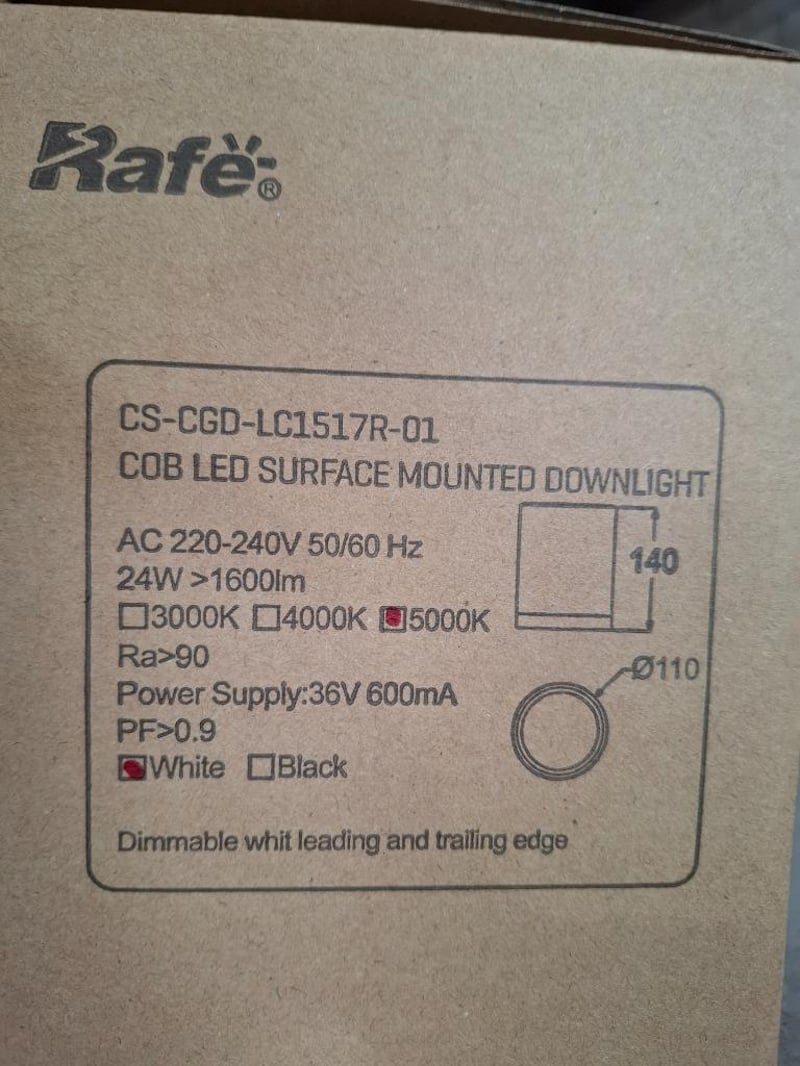 Rafe®
CS-CGD-LC1517R-01
COB LED SURFACE MOUNTED DOWNLIGHT
AC 220-240V 50/60 Hz
24W >1600lm
140
3000K 4000K 5000K
Ra>90
Ø110
Power Supply:36V 600mA
PF>0.9
White Black
Dimmable whit leading and trailing edge